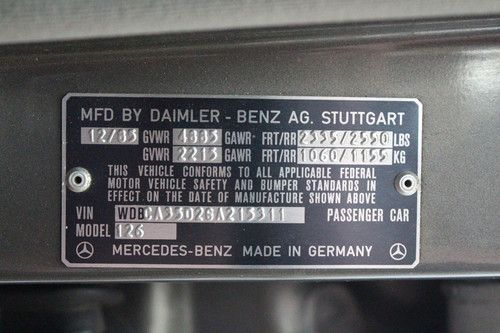 MFD BY DAIMLER - BENZ AG. STUTTGART
12/85 GVWR 4885 GAWR FRT/RR 2335/2550 LBS
GVWR 2215 GAWR FRT/RR 1060/1155 KG
THIS VEHICLE CONFORMS TO ALL APPLICABLE FEDERAL
MOTOR VEHICLE SAFETY AND BUMPER STANDARDS IN
EFFECT ON THE DATE OF MANUFACTURE SHOWN ABOVE
VIN WDBCA35D2GA215311 PASSENGER CAR
MODEL 126
MERCEDES-BENZ MADE IN GERMANY